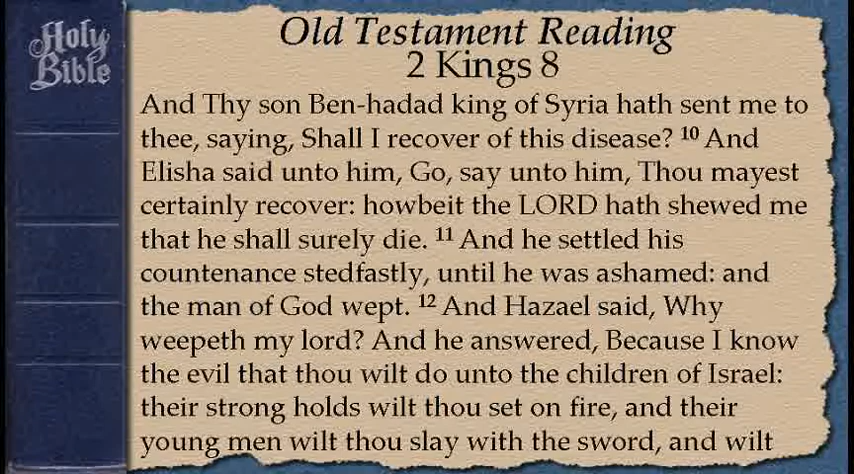 Holy
Bible
Old Testament Reading
2 Kings 8
And Thy son Ben-hadad king of Syria hath sent me to
thee, saying, Shall I recover of this disease? 10 And
Elisha said unto him, Go, say unto him, Thou mayest
certainly recover: howbeit the LORD hath shewed me
that he shall surely die. 11 And he settled his
countenance stedfastly, until he was ashamed: and
the man of God wept. 12 And Hazael said, Why
weepeth my lord? And he answered, Because I know
the evil that thou wilt do unto the children of Israel:
their strong holds wilt thou set on fire, and their
young men wilt thou slay with the sword, and wilt